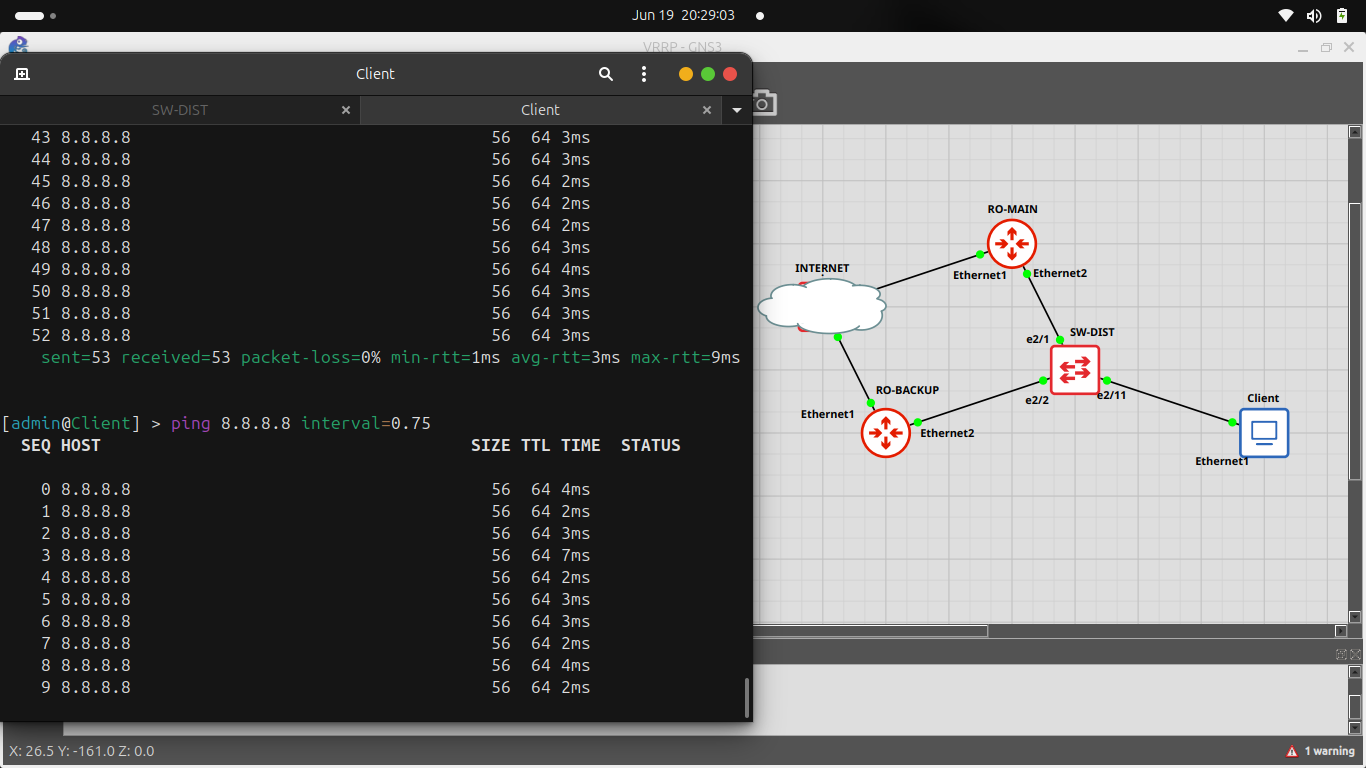 Jun 19 20:29:03
VRRP - GNS3
Client
SW-DIST
Client
43 8.8.8.8 56 64 3ms
44 8.8.8.8 56 64 3ms
45 8.8.8.8 56 64 2ms
46 8.8.8.8 56 64 2ms
47 8.8.8.8 56 64 2ms
48 8.8.8.8 56 64 3ms
49 8.8.8.8 56 64 4ms
50 8.8.8.8 56 64 3ms
51 8.8.8.8 56 64 3ms
52 8.8.8.8 56 64 3ms
sent=53 received=53 packet-loss=0% min-rtt=1ms avg-rtt=3ms max-rtt=9ms
[admin@Client] > ping 8.8.8.8 interval=0.75
SEQ HOST SIZE TTL TIME STATUS
0 8.8.8.8 56 64 4ms
1 8.8.8.8 56 64 2ms
2 8.8.8.8 56 64 3ms
3 8.8.8.8 56 64 7ms
4 8.8.8.8 56 64 2ms
5 8.8.8.8 56 64 3ms
6 8.8.8.8 56 64 3ms
7 8.8.8.8 56 64 2ms
8 8.8.8.8 56 64 4ms
9 8.8.8.8 56 64 2ms
RO-MAIN
INTERNET
Ethernet1
Ethernet2
SW-DIST
e2/1
RO-BACKUP
e2/2
e2/11
Client
Ethernet1
Ethernet2
Ethernet1
X: 26.5 Y: -161.0 Z: 0.0
1 warning